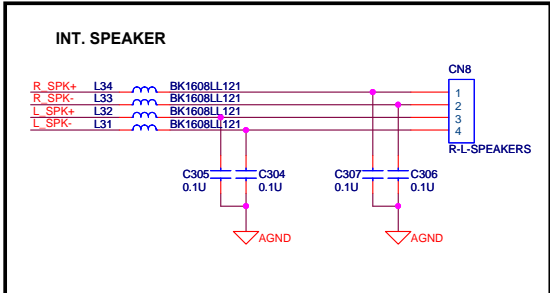 INT. SPEAKER
CN8
R_SPK+ L34 BK1608LL121 1
R_SPK- L33 BK1608LL121 2
L_SPK+ L32 BK1608LL121 3
L_SPK- L31 BK1608LL121 4
R-L-SPEAKERS
C305 C304 C307 C306
0.1U 0.1U 0.1U 0.1U
AGND AGND